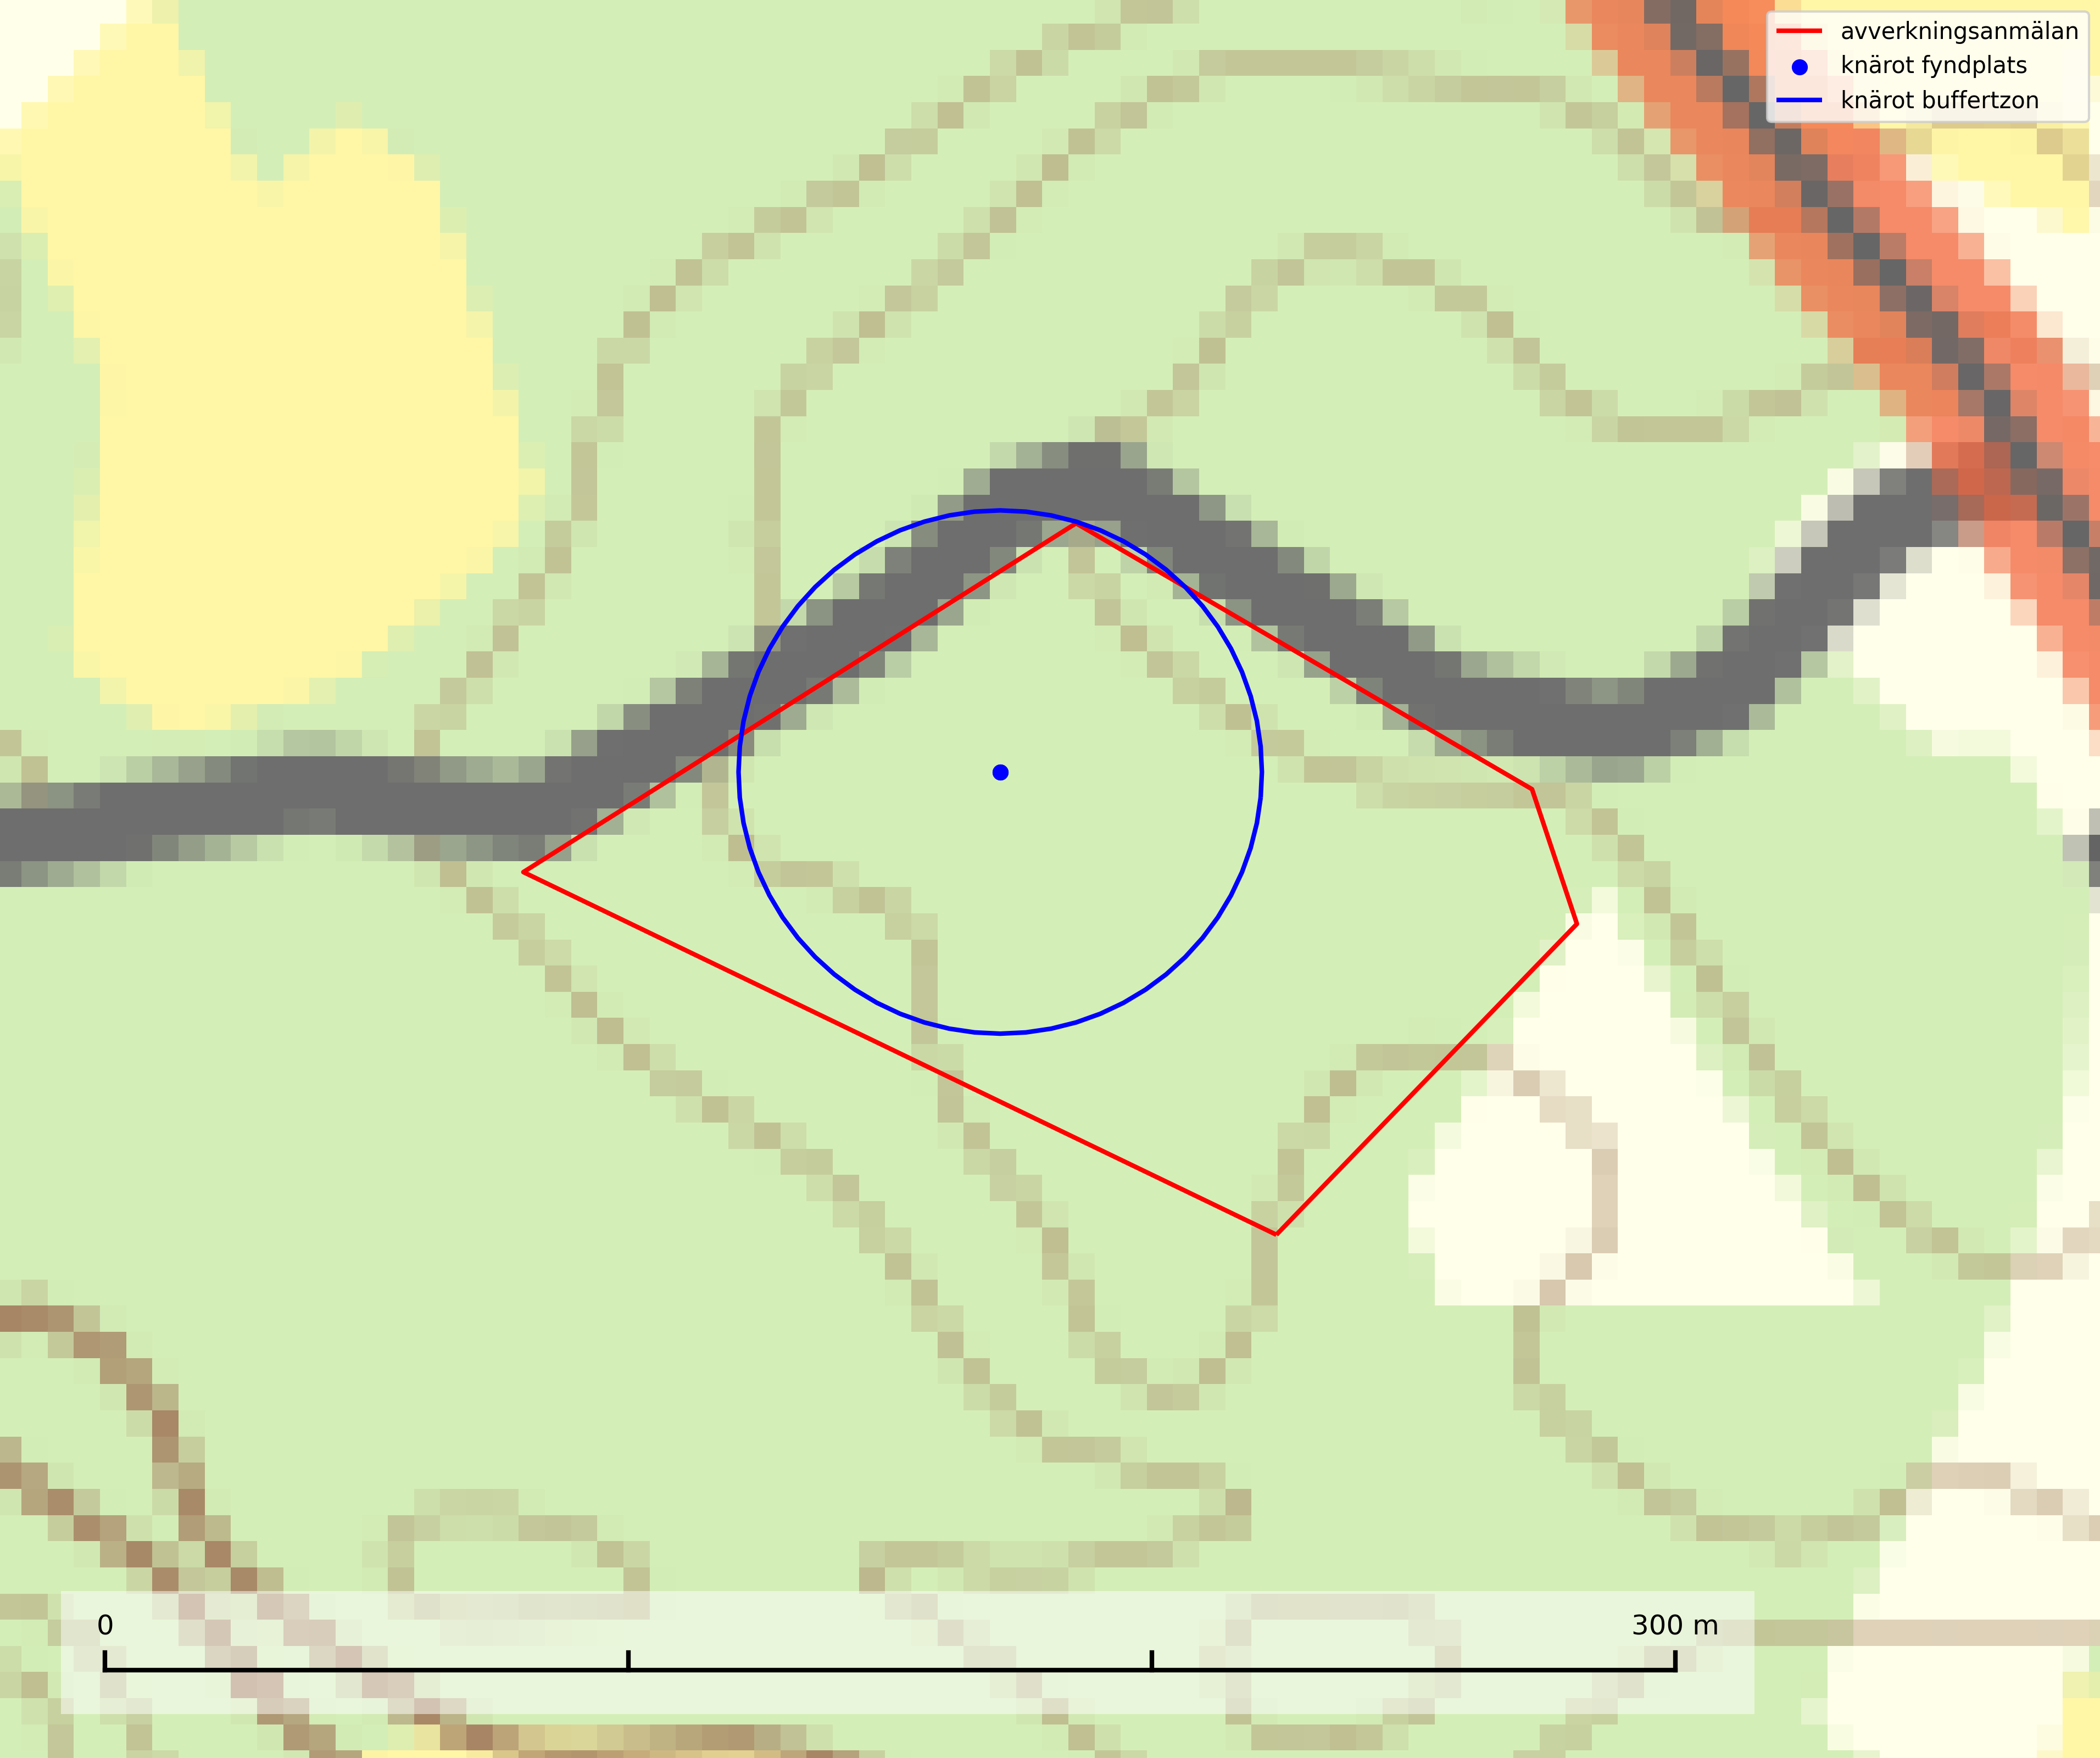 avverkningsanmälan
knärot fyndplats
knärot buffertzon
0 300 m